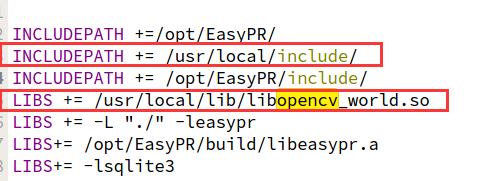 INCLUDEPATH +=/opt/EasyPR/
INCLUDEPATH += /usr/local/include/
INCLUDEPATH += /opt/EasyPR/include/
LIBS += /usr/local/lib/libopencv_world.so
LIBS += -L "./" -leasypr
LIBS+= /opt/EasyPR/build/libeasypr.a
LIBS+= -lsqlite3